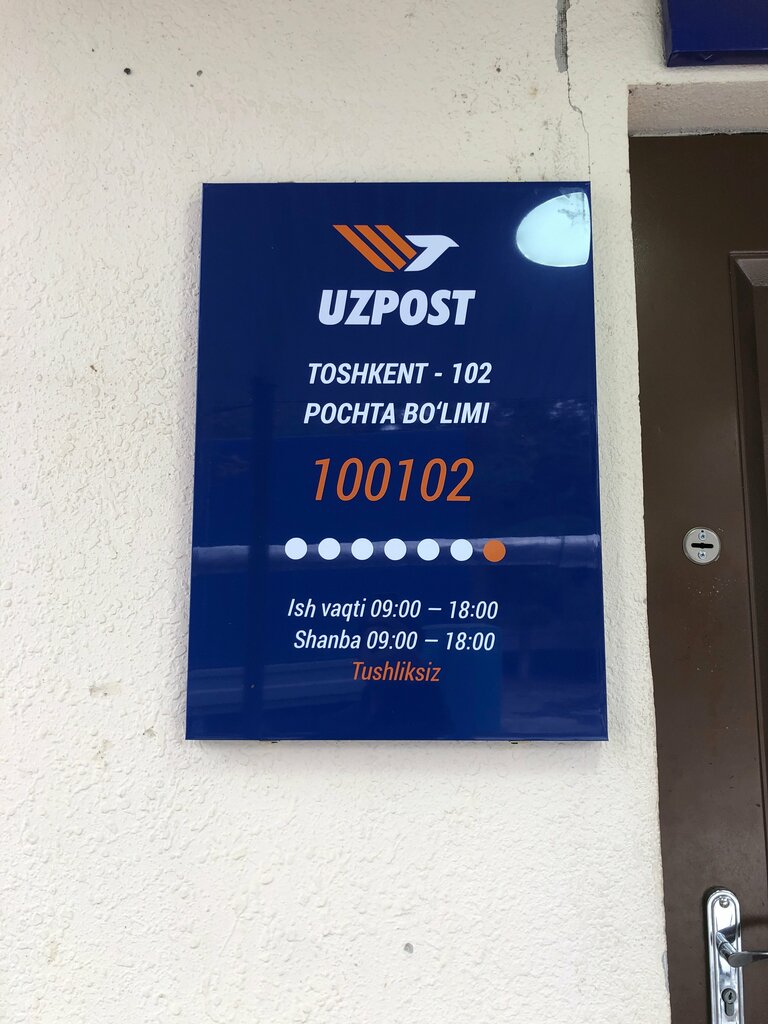 UZPOST
TOSHKENT - 102
POCHTA BO‘LIMI
100102
Ish vaqti 09:00 – 18:00
Shanba 09:00 – 18:00
Tushliksiz